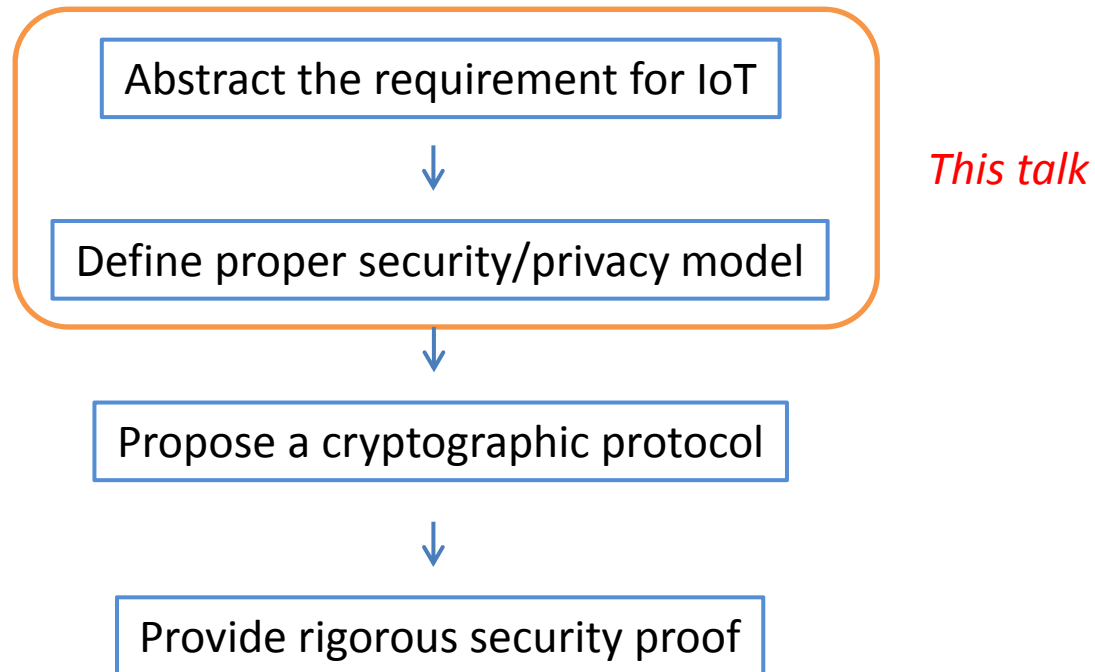 Abstract the requirement for IoT
This talk
Define proper security/privacy model
Propose a cryptographic protocol
Provide rigorous security proof